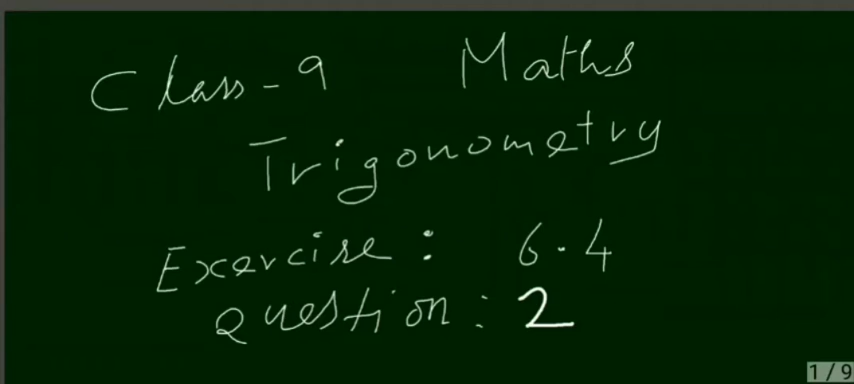 Class-9 Maths
Trigonometry
Exercise: 6.4
question: 2
1/9